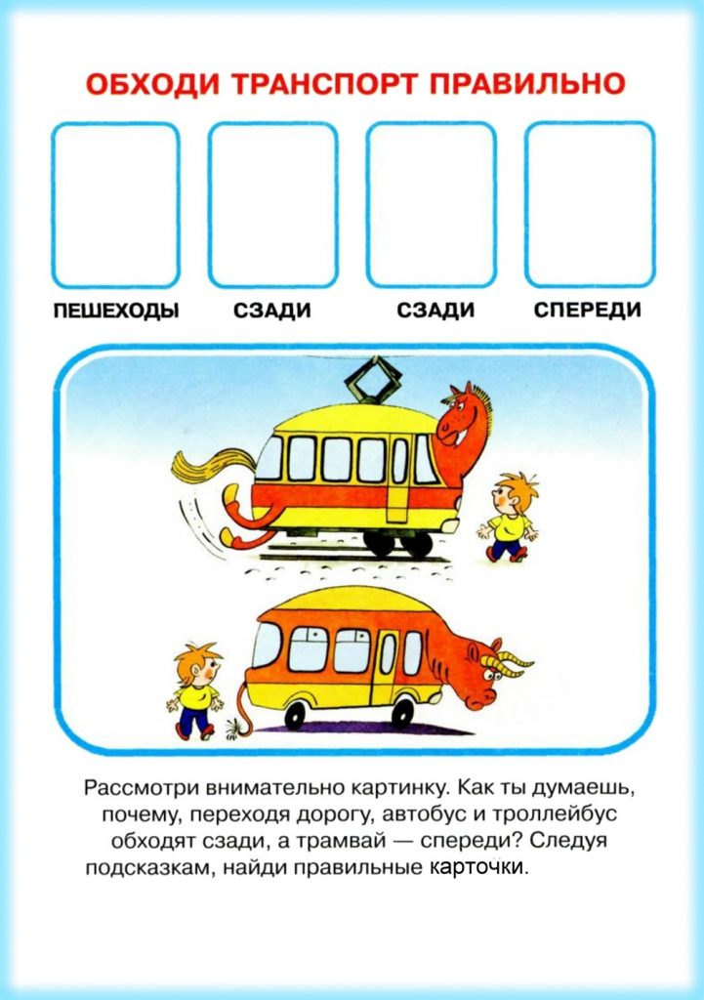 ОБХОДИ ТРАНСПОРТ ПРАВИЛЬНО
ПЕШЕХОДЫ СЗАДИ СЗАДИ СПЕРЕДИ
Рассмотри внимательно картинку. Как ты думаешь,
почему, переходя дорогу, автобус и троллейбус
обходят сзади, а трамвай — спереди? Следуя
подсказкам, найди правильные карточки.